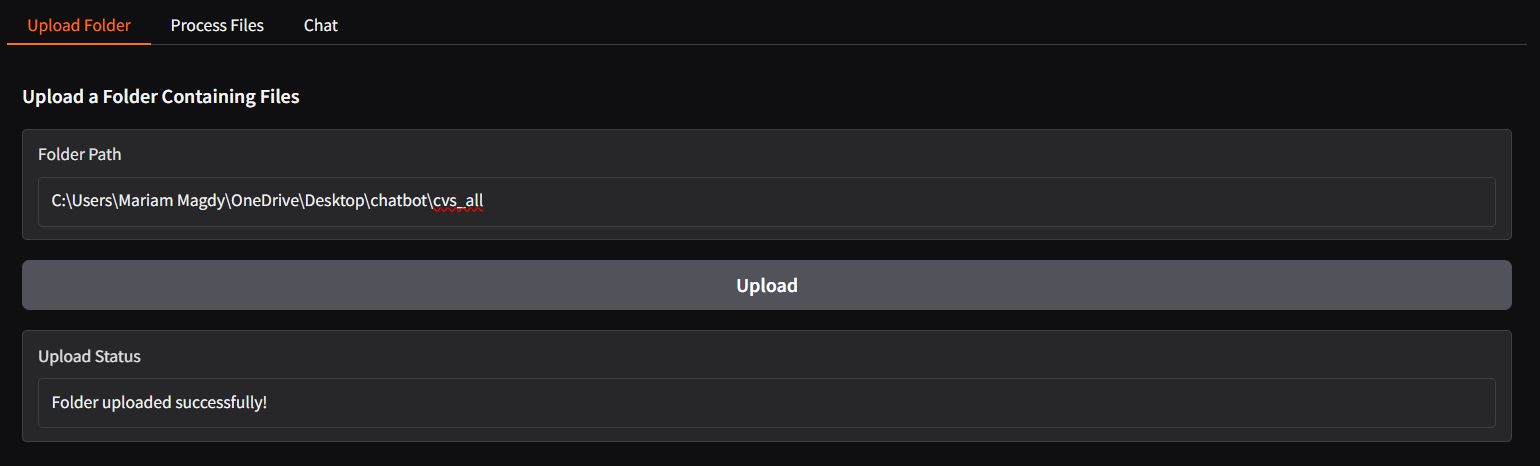 Upload Folder Process Files Chat
Upload a Folder Containing Files
Folder Path
C:\Users\Mariam Magdy\OneDrive\Desktop\chatbot\cvs_all
Upload
Upload Status
Folder uploaded successfully!